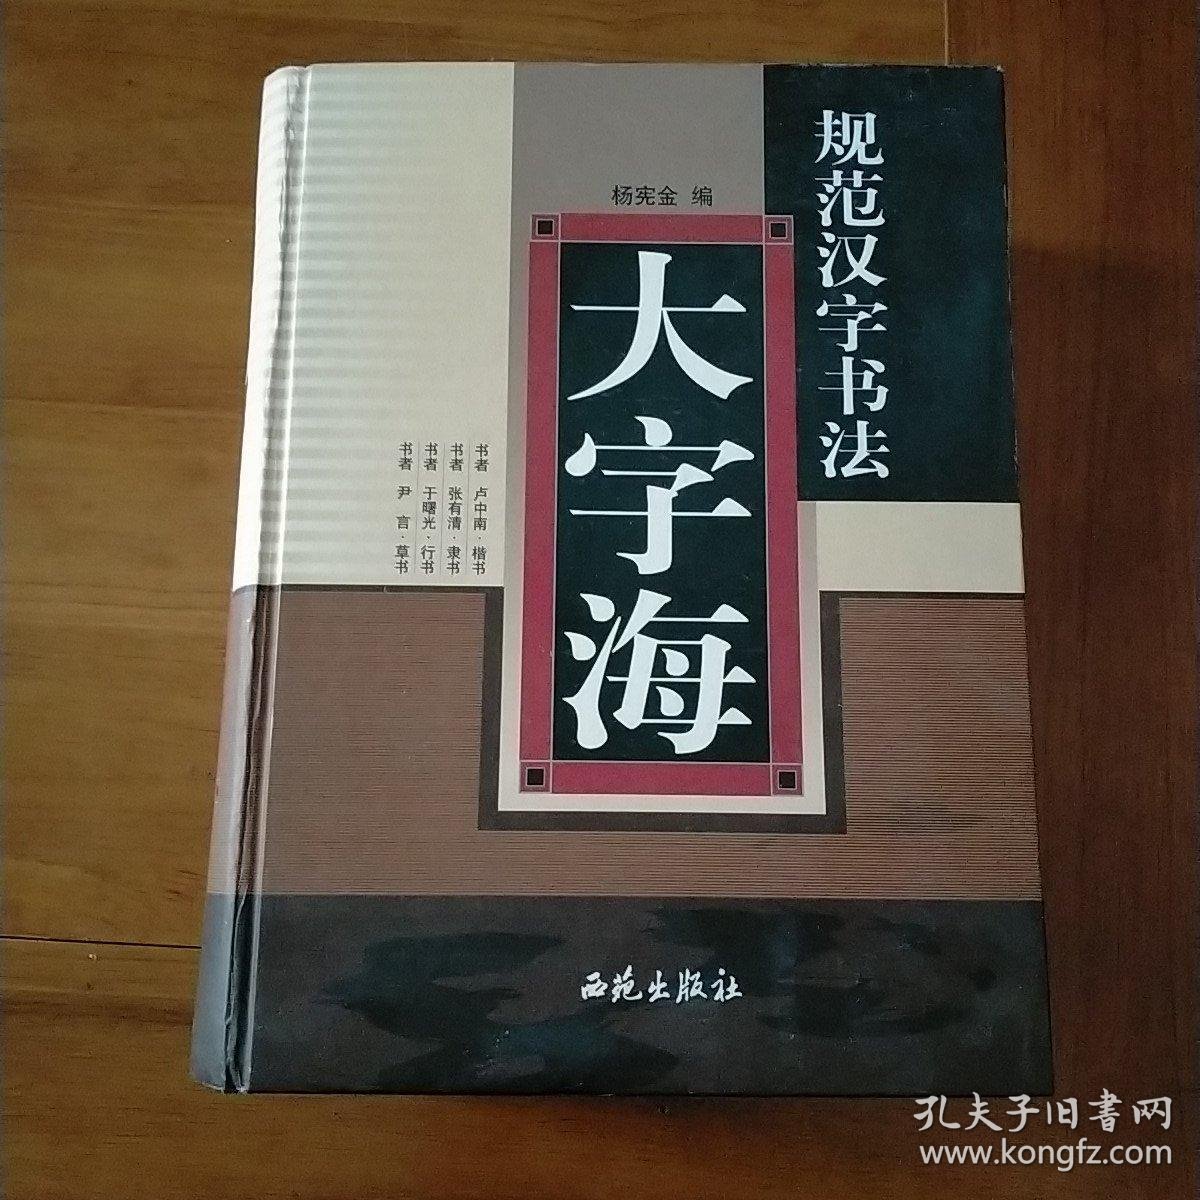 规范汉字书法
杨宪金 编
大字海
书者 卢中南·楷书
书者 张有清·隶书
书者 于曙光·行书
书者 尹 言·草书
西苑出版社
孔夫子旧書网
www.kongfz.com